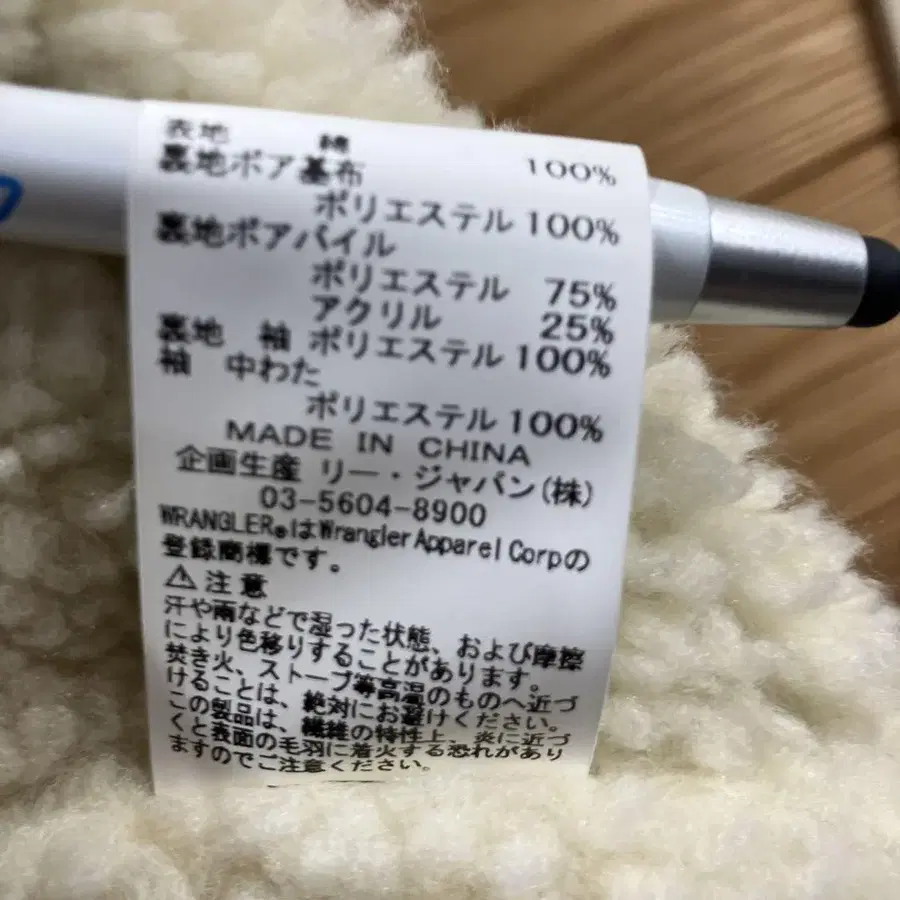 表地 綿 100%
裏地ボア基布
ポリエステル 100%
裏地ボアパイル
ポリエステル 75%
アクリル 25%
裏地 袖 ポリエステル 100%
袖 中わた
ポリエステル 100%
MADE IN CHINA
企画生産 リー・ジャパン(株)
03-5604-8900
WRANGLER®はWrangler Apparel Corpの
登録商標です。
⚠ 注意
汗や雨などで湿った状態、および摩擦
により色移りすることがあります。
焚き火、ストーブ等高温のものへ近づ
けることは、絶対にお避けください。
この製品は、繊維の特性上、炎に近づ
くと表面の毛羽に着火する恐れがあり
ますのでご注意ください。